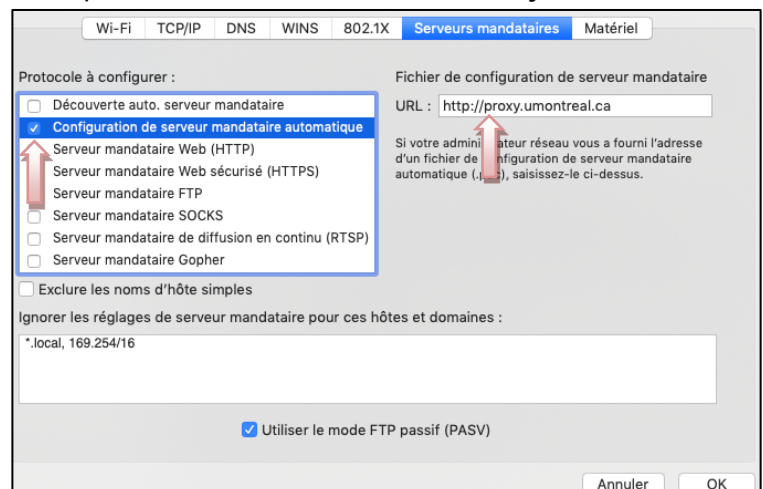 Wi-Fi TCP/IP DNS WINS 802.1X Serveurs mandataires Matériel
Protocole à configurer :
Découverte auto. serveur mandataire
Configuration de serveur mandataire automatique
Serveur mandataire Web (HTTP)
Serveur mandataire Web sécurisé (HTTPS)
Serveur mandataire FTP
Serveur mandataire SOCKS
Serveur mandataire de diffusion en continu (RTSP)
Serveur mandataire Gopher
Fichier de configuration de serveur mandataire
URL : http://proxy.umontreal.ca
Si votre administrateur réseau vous a fourni l'adresse
d'un fichier de configuration de serveur mandataire
automatique (.pac), saisissez-le ci-dessus.
Exclure les noms d'hôte simples
Ignorer les réglages de serveur mandataire pour ces hôtes et domaines :
*.local, 169.254/16
Utiliser le mode FTP passif (PASV)
Annuler OK